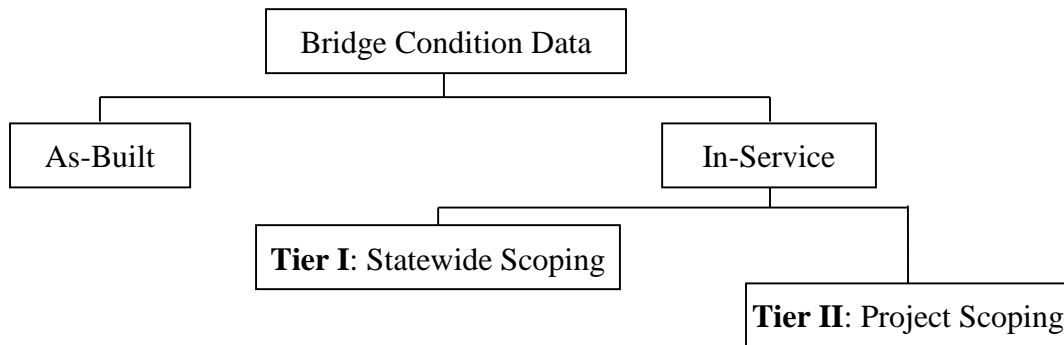 Bridge Condition Data
As-Built
In-Service
Tier I: Statewide Scoping
Tier II: Project Scoping